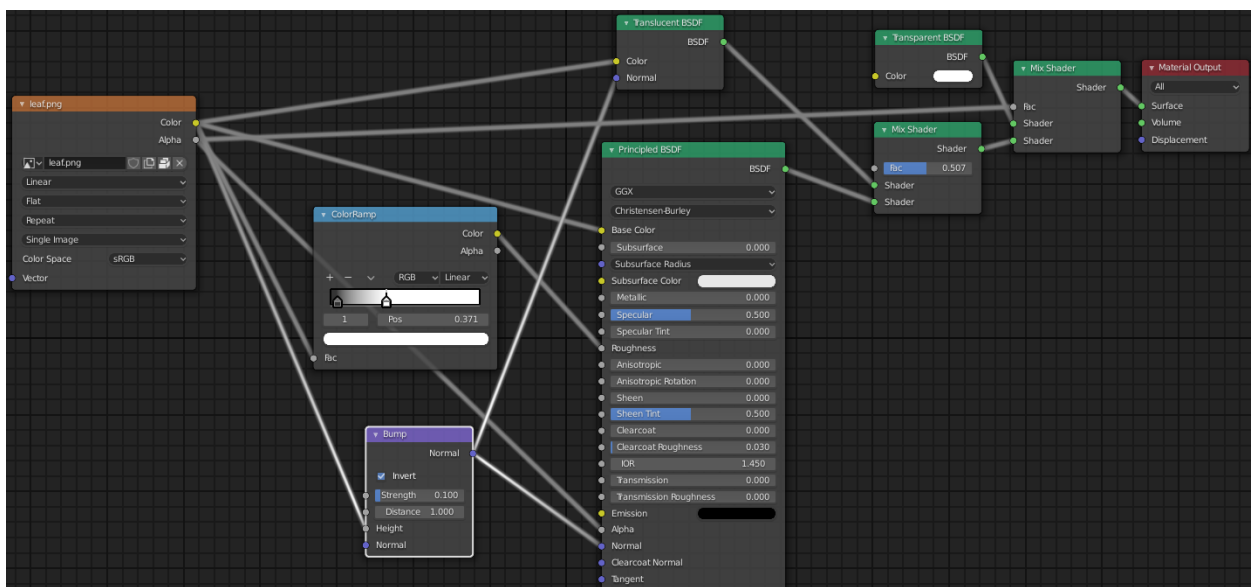 leaf.png
Color
Alpha
leaf.png
Linear
Flat
Repeat
Single Image
Color Space sRGB
Vector
ColorRamp
Color
Alpha
RGB Linear
1 Pos 0.371
Fac
Bump
Normal
Invert
Strength 0.100
Distance 1.000
Height
Normal
Translucent BSDF
BSDF
Color
Normal
Principled BSDF
BSDF
GGX
Christensen-Burley
Base Color
Subsurface 0.000
Subsurface Radius
Subsurface Color
Metallic 0.000
Specular 0.500
Specular Tint 0.000
Roughness
Anisotropic 0.000
Anisotropic Rotation 0.000
Sheen 0.000
Sheen Tint 0.500
Clearcoat 0.000
Clearcoat Roughness 0.030
IOR 1.450
Transmission 0.000
Transmission Roughness 0.000
Emission
Alpha
Normal
Clearcoat Normal
Tangent
Transparent BSDF
BSDF
Color
Mix Shader
Shader
Fac 0.507
Shader
Shader
Mix Shader
Shader
Fac
Shader
Shader
Material Output
All
Surface
Volume
Displacement